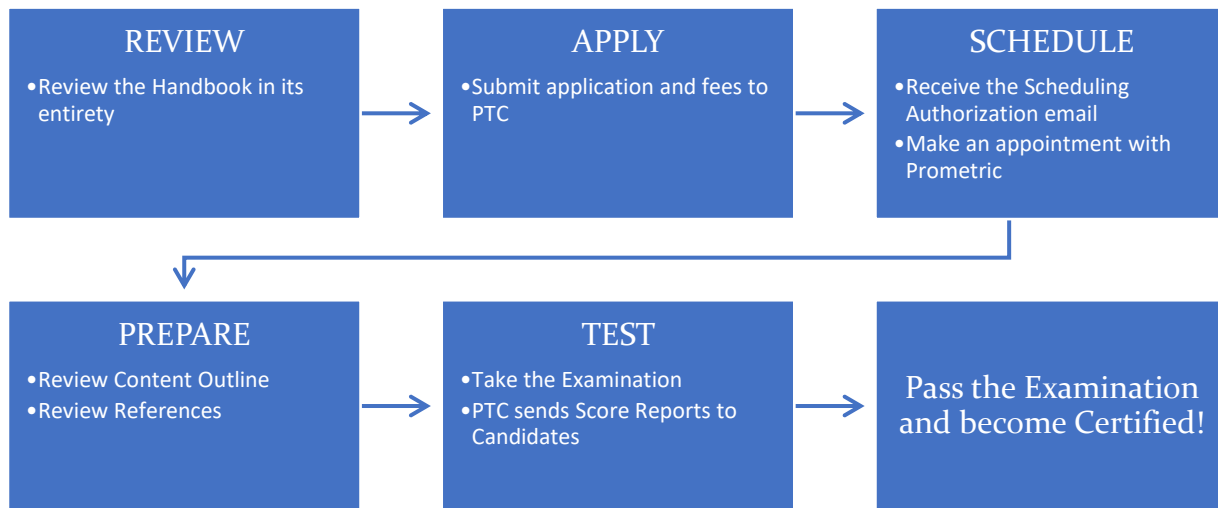 REVIEW
•Review the Handbook in its
entirety
APPLY
•Submit application and fees to
PTC
SCHEDULE
•Receive the Scheduling
Authorization email
•Make an appointment with
Prometric
PREPARE
•Review Content Outline
•Review References
TEST
•Take the Examination
•PTC sends Score Reports to
Candidates
Pass the Examination
and become Certified!